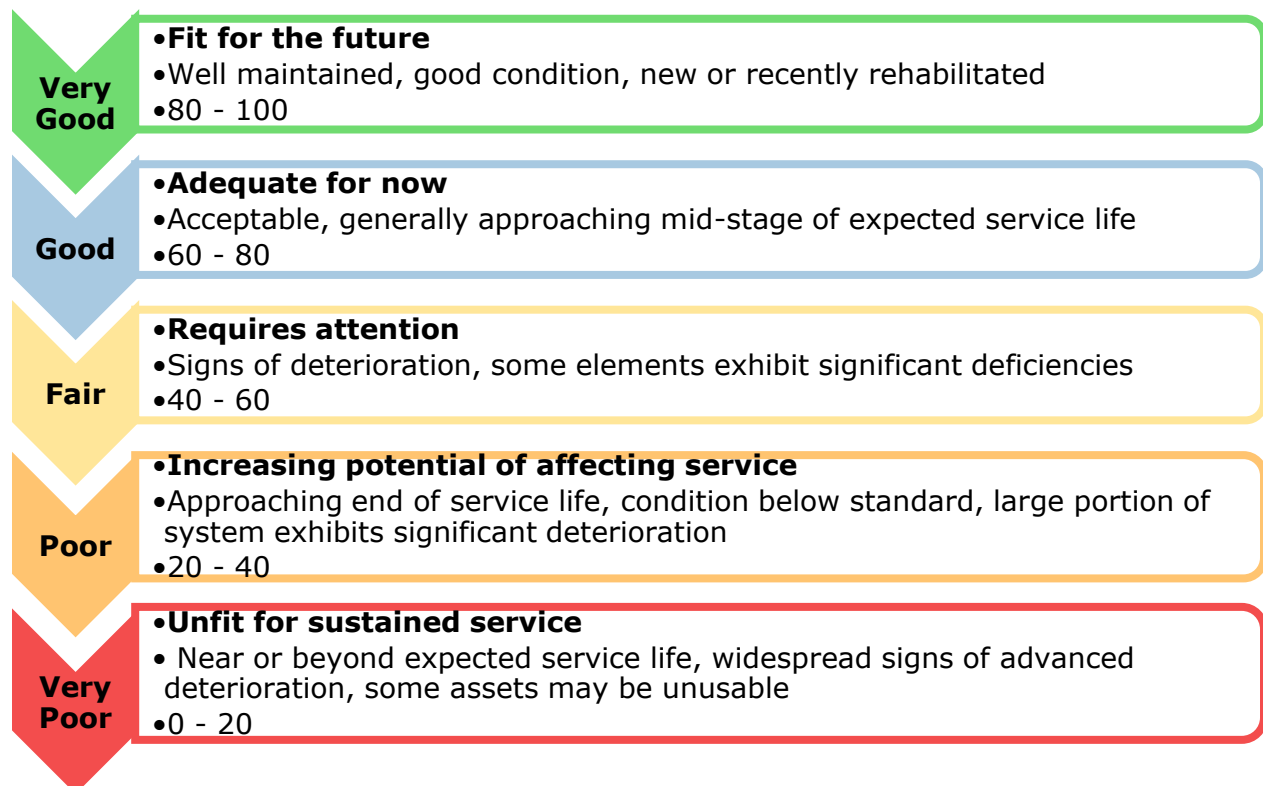 Very
Good
•Fit for the future
•Well maintained, good condition, new or recently rehabilitated
•80 - 100
Good
•Adequate for now
•Acceptable, generally approaching mid-stage of expected service life
•60 - 80
Fair
•Requires attention
•Signs of deterioration, some elements exhibit significant deficiencies
•40 - 60
Poor
•Increasing potential of affecting service
•Approaching end of service life, condition below standard, large portion of
system exhibits significant deterioration
•20 - 40
Very
Poor
•Unfit for sustained service
• Near or beyond expected service life, widespread signs of advanced
deterioration, some assets may be unusable
•0 - 20